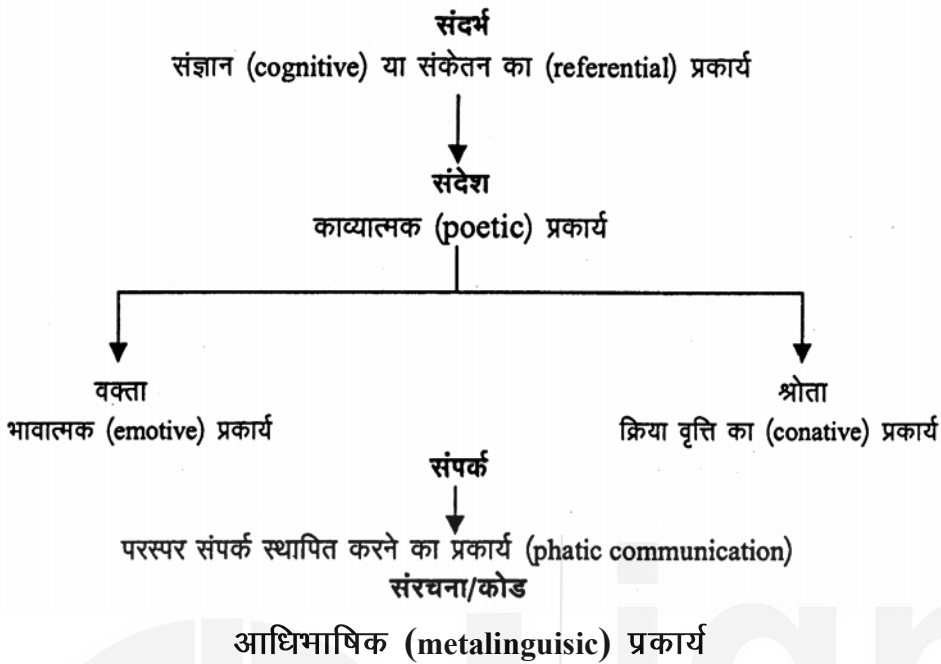 संदर्भ
संज्ञान (cognitive) या संकेतन का (referential) प्रकार्य
संदेश
काव्यात्मक (poetic) प्रकार्य
वक्ता
श्रोता
भावात्मक (emotive) प्रकार्य
क्रिया वृत्ति का (conative) प्रकार्य
संपर्क
परस्पर संपर्क स्थापित करने का प्रकार्य (phatic communication)
संरचना/कोड
आधिभाषिक (metalinguisic) प्रकार्य